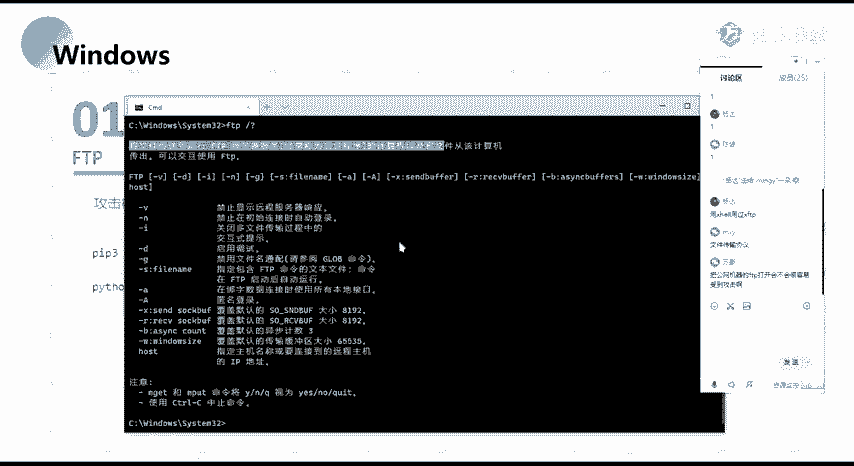 Windows
01
FTP
攻击
pip3
python
Cmd
C:\Windows\System32>ftp /?
文件从该计算机
传出。可以交互使用 Ftp。
FTP [-v] [-d] [-i] [-n] [-g] [-s:filename] [-a] [-A] [-x:sendbuffer] [-r:recvbuffer] [-b:asyncbuffers] [-w:windowsize]
host]
-v 禁止显示远程服务器响应。
-n 禁止在初始连接时自动登录。
-i 关闭多文件传输过程中的
交互式提示。
-d 启用调试。
-g 禁用文件名通配(请参阅 GLOB 命令)。
-s:filename 指定包含 FTP 命令的文本文件; 命令
在 FTP 启动后自动运行。
-a 在绑字数据连接时使用所有本地接口。
-A 匿名登录。
-x:send sockbuf 覆盖默认的 SO_SNDBUF 大小 8192。
-r:recv sockbuf 覆盖默认的 SO_RCVBUF 大小 8192。
-b:async count 覆盖默认的异步计数 3
-w:windowsize 覆盖默认的传输缓冲区大小 65535。
host 指定主机名称或要连接到的远程主机
的 IP 地址。
注意:
- mget 和 mput 命令将 y/n/q 视为 yes/no/quit。
- 使用 Ctrl-C 中止命令。
C:\Windows\System32>
讨论区
成员(25)
1
1
1
用xhell用过xftp
文件传输协议
把公网机器的ftp打开会不会很容易
受到攻击啊